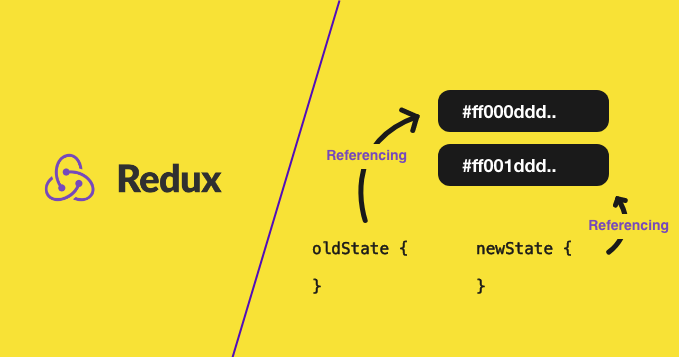 Redux
#ff000ddd..
#ff001ddd..
Referencing
Referencing
oldState {
}
newState {
}